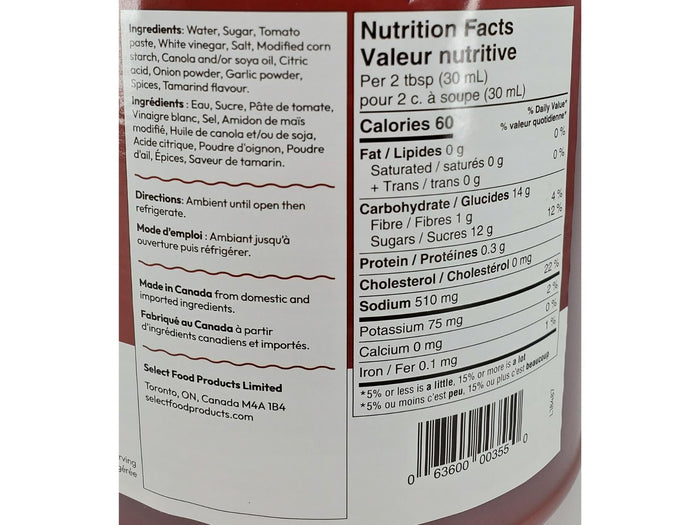 Ingredients: Water, Sugar, Tomato
paste, White vinegar, Salt, Modified corn
starch, Canola and/or soya oil, Citric
acid, Onion powder, Garlic powder,
Spices, Tamarind flavour.
Ingrédients : Eau, Sucre, Pâte de tomate,
Vinaigre blanc, Sel, Amidon de maïs
modifié, Huile de canola et/ou de soja,
Acide citrique, Poudre d'oignon, Poudre
d'ail, Épices, Saveur de tamarin.
Directions: Ambient until open then
refrigerate.
Mode d'emploi : Ambiant jusqu'à
ouverture puis réfrigérer.
Made in Canada from domestic and
imported ingredients.
Fabriqué au Canada à partir
d'ingrédients canadiens et importés.
Select Food Products Limited
Toronto, ON, Canada M4A 1B4
selectfoodproducts.com
Nutrition Facts
Valeur nutritive
Per 2 tbsp (30 mL)
pour 2 c. à soupe (30 mL)
Calories 60
% Daily Value*
% valeur quotidienne*
Fat / Lipides 0 g 0 %
Saturated / saturés 0 g
+ Trans / trans 0 g 0 %
Carbohydrate / Glucides 14 g
Fibre / Fibres 1 g 4 %
Sugars / Sucres 12 g 12 %
Protein / Protéines 0.3 g
Cholesterol / Cholestérol 0 mg
Sodium 510 mg 22 %
Potassium 75 mg 2 %
Calcium 0 mg 0 %
Iron / Fer 0.1 mg 1 %
*5% or less is a little, 15% or more is a lot
*5% ou moins c'est peu, 15% ou plus c'est beaucoup
0 63600 00355 0